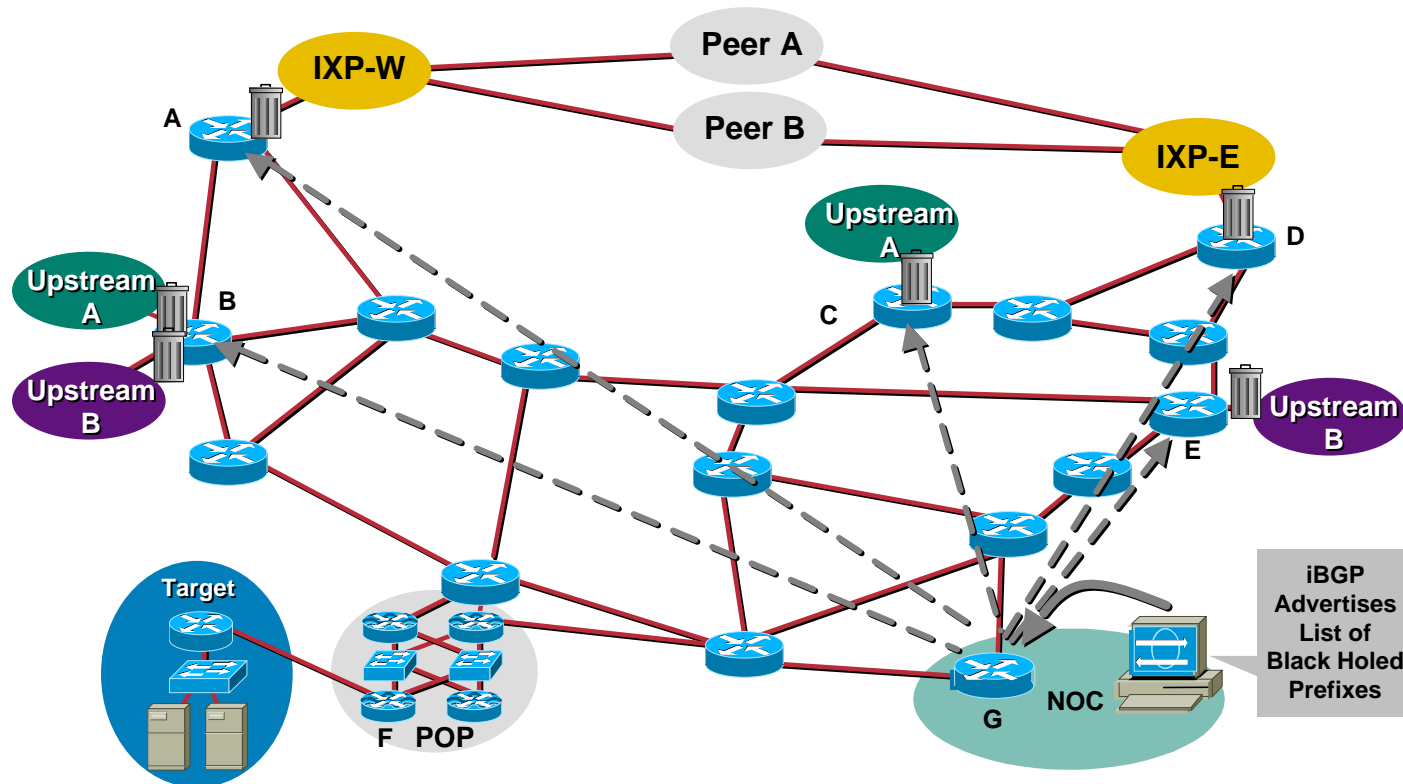 Peer A
IXP-W
A
Peer B
IXP-E
Upstream
A
D
Upstream
A
B
C
Upstream
B
Upstream
B
E
Target
iBGP
Advertises
List of
Black Holed
Prefixes
NOC
G
F
POP